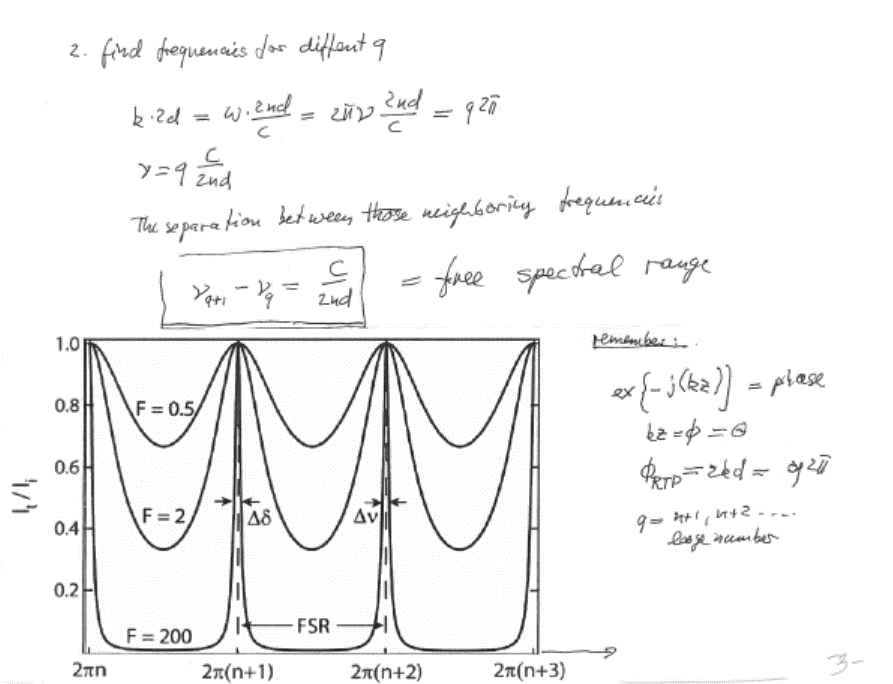 2. find frequencies for diffent q
k·2d = ω·2nd/C = 2πν 2nd/C = q2π
ν = q C/2nd
The separation between those neighboring frequencies
ν_{q+1} − ν_q = C/2nd = free spectral range
remember:
ex{-j(kz)} = phase
kz = ϕ = Θ
ϕ_RTP = 2kd = q2π
q = n+1, n+2 ....
large number
1.0
0.8
0.6
0.4
0.2
I_t / I_i
F = 0.5
F = 2
Δδ
Δν
F = 200
FSR
2πn
2π(n+1)
2π(n+2)
2π(n+3)
3-